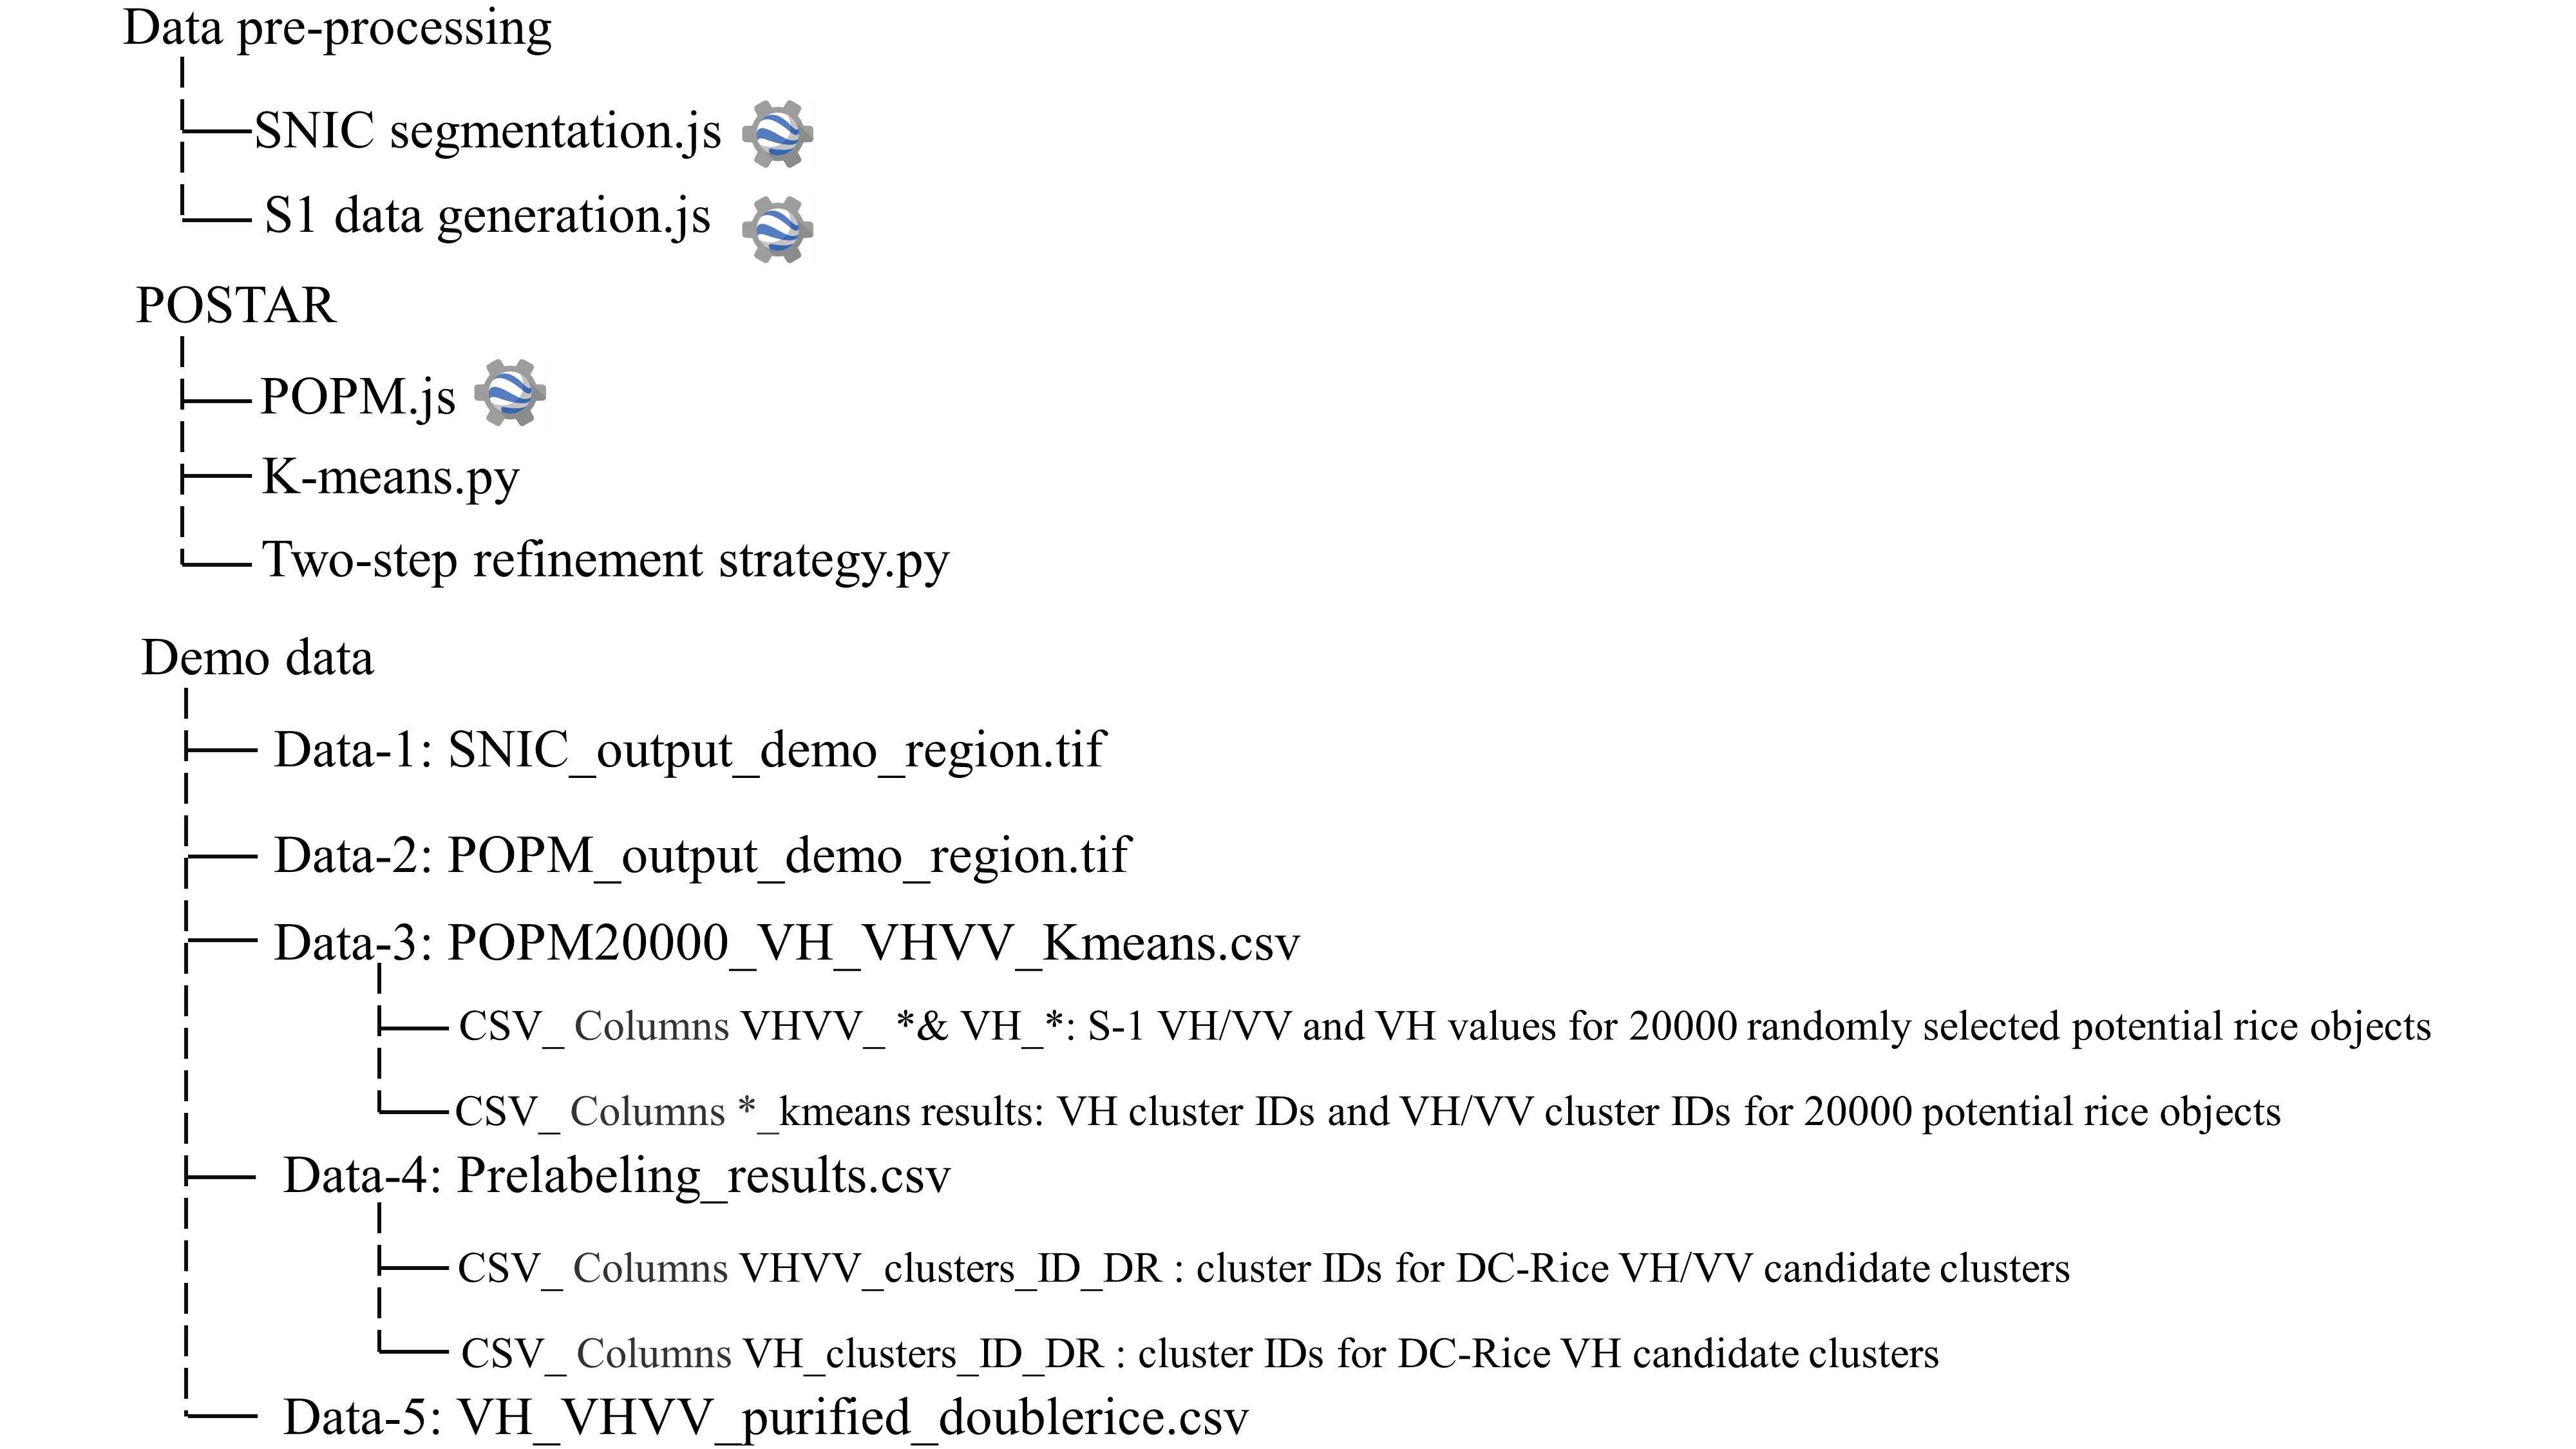 Data pre-processing
SNIC segmentation.js
S1 data generation.js
POSTAR
POPM.js
K-means.py
Two-step refinement strategy.py
Demo data
Data-1: SNIC_output_demo_region.tif
Data-2: POPM_output_demo_region.tif
Data-3: POPM20000_VH_VHVV_Kmeans.csv
CSV_ Columns VHVV_ *& VH_*: S-1 VH/VV and VH values for 20000 randomly selected potential rice objects
CSV_ Columns *_kmeans results: VH cluster IDs and VH/VV cluster IDs for 20000 potential rice objects
Data-4: Prelabeling_results.csv
CSV_ Columns VHVV_clusters_ID_DR : cluster IDs for DC-Rice VH/VV candidate clusters
CSV_ Columns VH_clusters_ID_DR : cluster IDs for DC-Rice VH candidate clusters
Data-5: VH_VHVV_purified_doublerice.csv